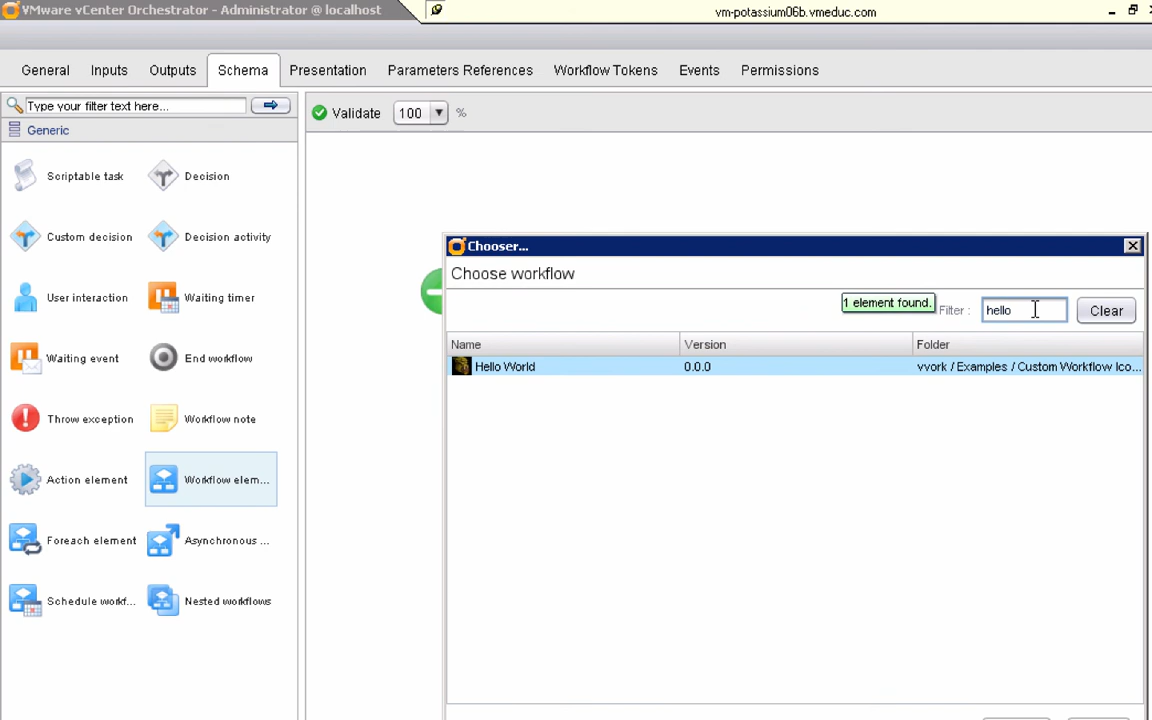 VMware vCenter Orchestrator - Administrator @ localhost
vm-potassium06b.vmeduc.com
General Inputs Outputs Schema Presentation Parameters References Workflow Tokens Events Permissions
Type your filter text here...
Validate 100 %
Generic
Scriptable task Decision
Custom decision Decision activity
User interaction Waiting timer
Waiting event End workflow
Throw exception Workflow note
Action element Workflow elem...
Foreach element Asynchronous ...
Schedule workf... Nested workflows
Chooser...
Choose workflow
1 element found. Filter : hello Clear
Name Version Folder
Hello World 0.0.0 vvork / Examples / Custom Workflow Ico...